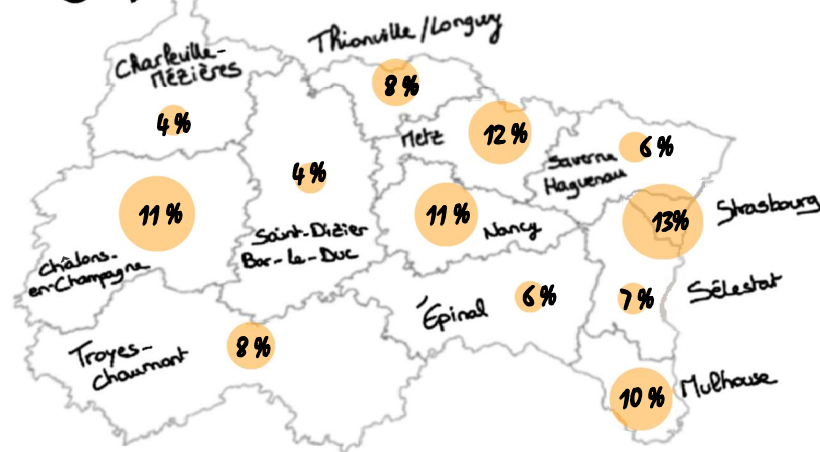 Charleville-
Mézières
4%
Thionville/Longwy
8%
Metz
12%
Saverne
Haguenau
6%
4%
Saint-Dizier
Bar-le-Duc
11%
Châlons-
en-Champagne
11%
Nancy
13%
Strasbourg
Épinal
6%
7%
Sélestat
Troyes-
chaumont
8%
10%
Mulhouse